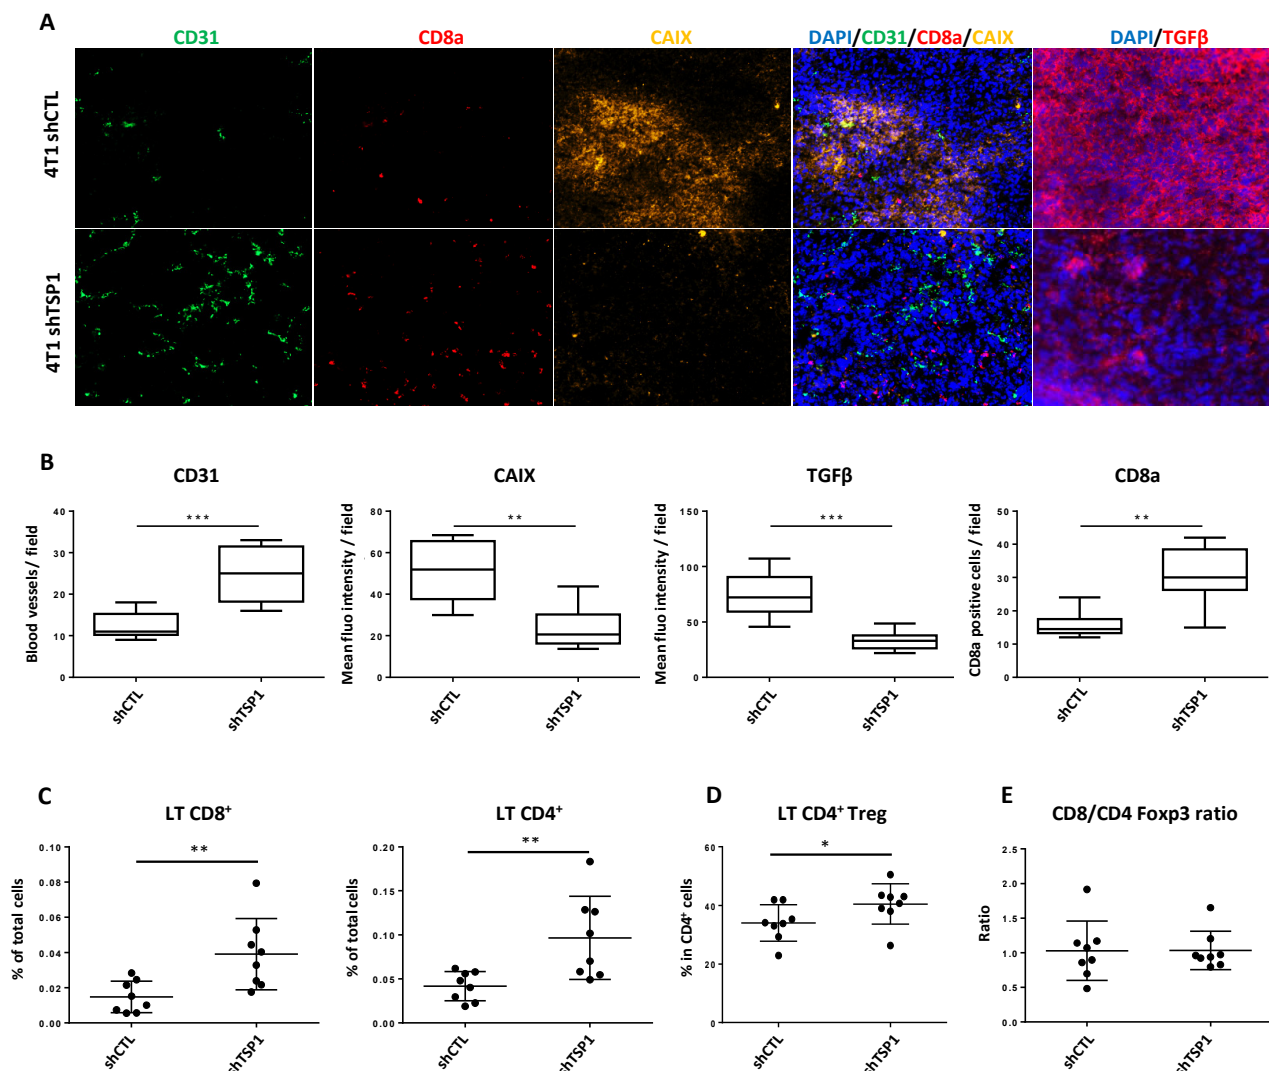 A
CD31 CD8a CAIX DAPI/CD31/CD8a/CAIX DAPI/TGFβ
4T1 shCTL
4T1 shTSP1
B
CD31 CAIX TGFβ CD8a
Blood vessels / field
40
30
20
10
0
***
shCTL shTSP1
Mean fluo intensity / field
80
60
40
20
0
**
shCTL shTSP1
Mean fluo intensity / field
150
100
50
0
***
shCTL shTSP1
CD8a positive cells / field
50
40
30
20
10
0
**
shCTL shTSP1
C
LT CD8+
% of total cells
0.10
0.08
0.06
0.04
0.02
0.00
**
shCTL shTSP1
LT CD4+
% of total cells
0.20
0.15
0.10
0.05
0.00
**
shCTL shTSP1
D
LT CD4+ Treg
% in CD4+ cells
60
40
20
0
*
shCTL shTSP1
E
CD8/CD4 Foxp3 ratio
Ratio
2.5
2.0
1.5
1.0
0.5
0.0
shCTL shTSP1